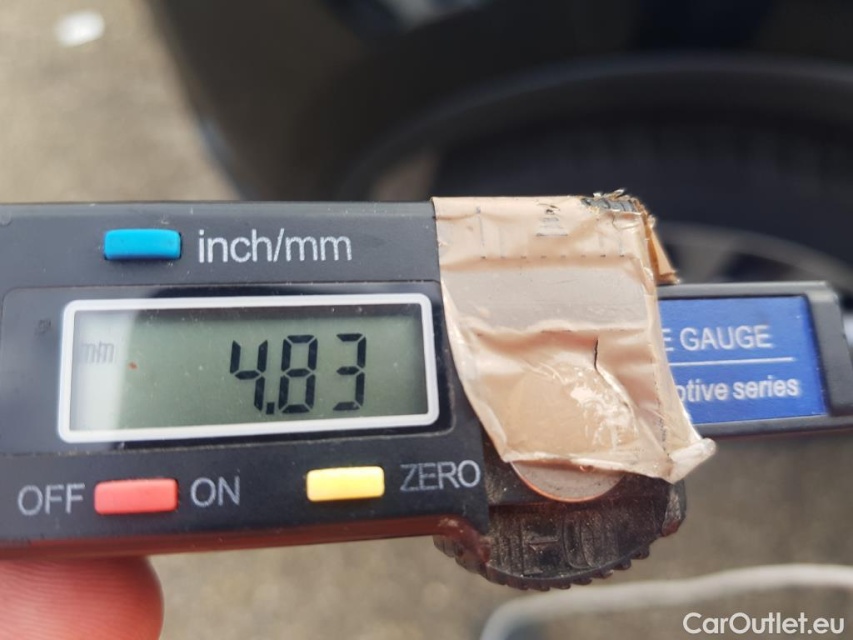 inch/mm
mm
4.83
OFF ON ZERO
E GAUGE
otive series
CarOutlet.eu